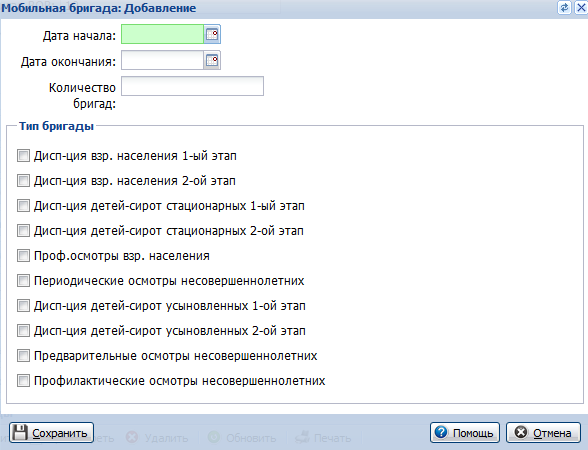 Мобильная бригада: Добавление
Дата начала:
Дата окончания:
Количество
бригад:
Тип бригады
Дисп-ция взр. населения 1-ый этап
Дисп-ция взр. населения 2-ой этап
Дисп-ция детей-сирот стационарных 1-ый этап
Дисп-ция детей-сирот стационарных 2-ой этап
Проф.осмотры взр. населения
Периодические осмотры несовершеннолетних
Дисп-ция детей-сирот усыновленных 1-ой этап
Дисп-ция детей-сирот усыновленных 2-ой этап
Предварительные осмотры несовершеннолетних
Профилактические осмотры несовершеннолетних
Сохранить Удалить Обновить Печать Помощь Отмена